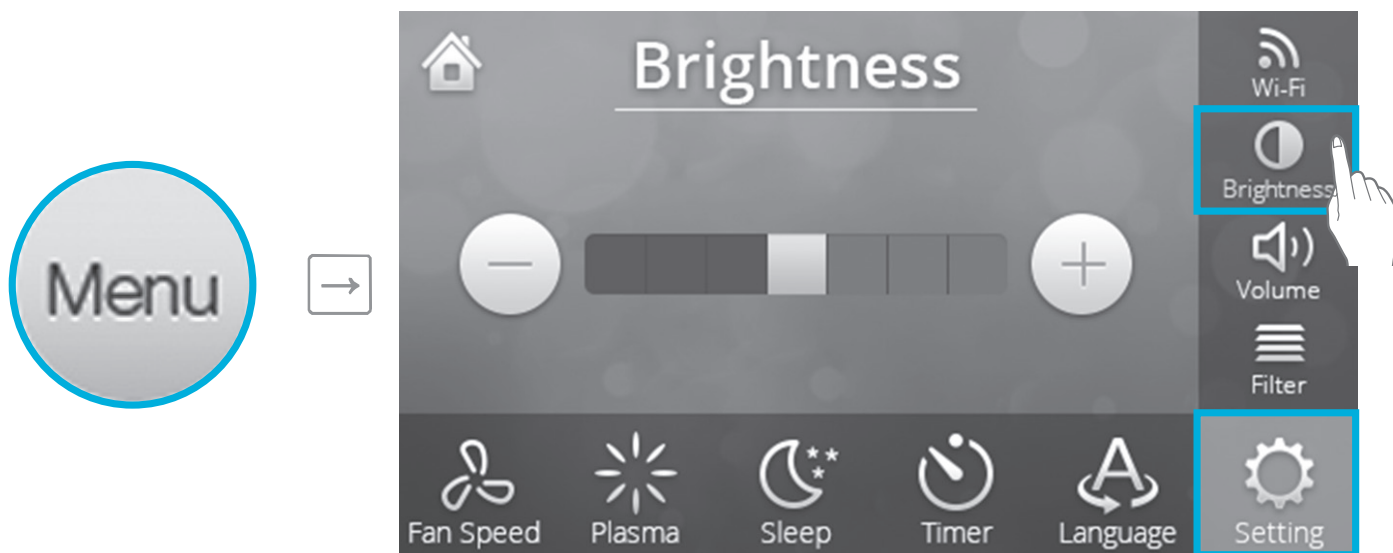 Menu
Brightness
Wi-Fi
Brightness
Volume
Filter
Fan Speed
Plasma
Sleep
Timer
Language
Setting